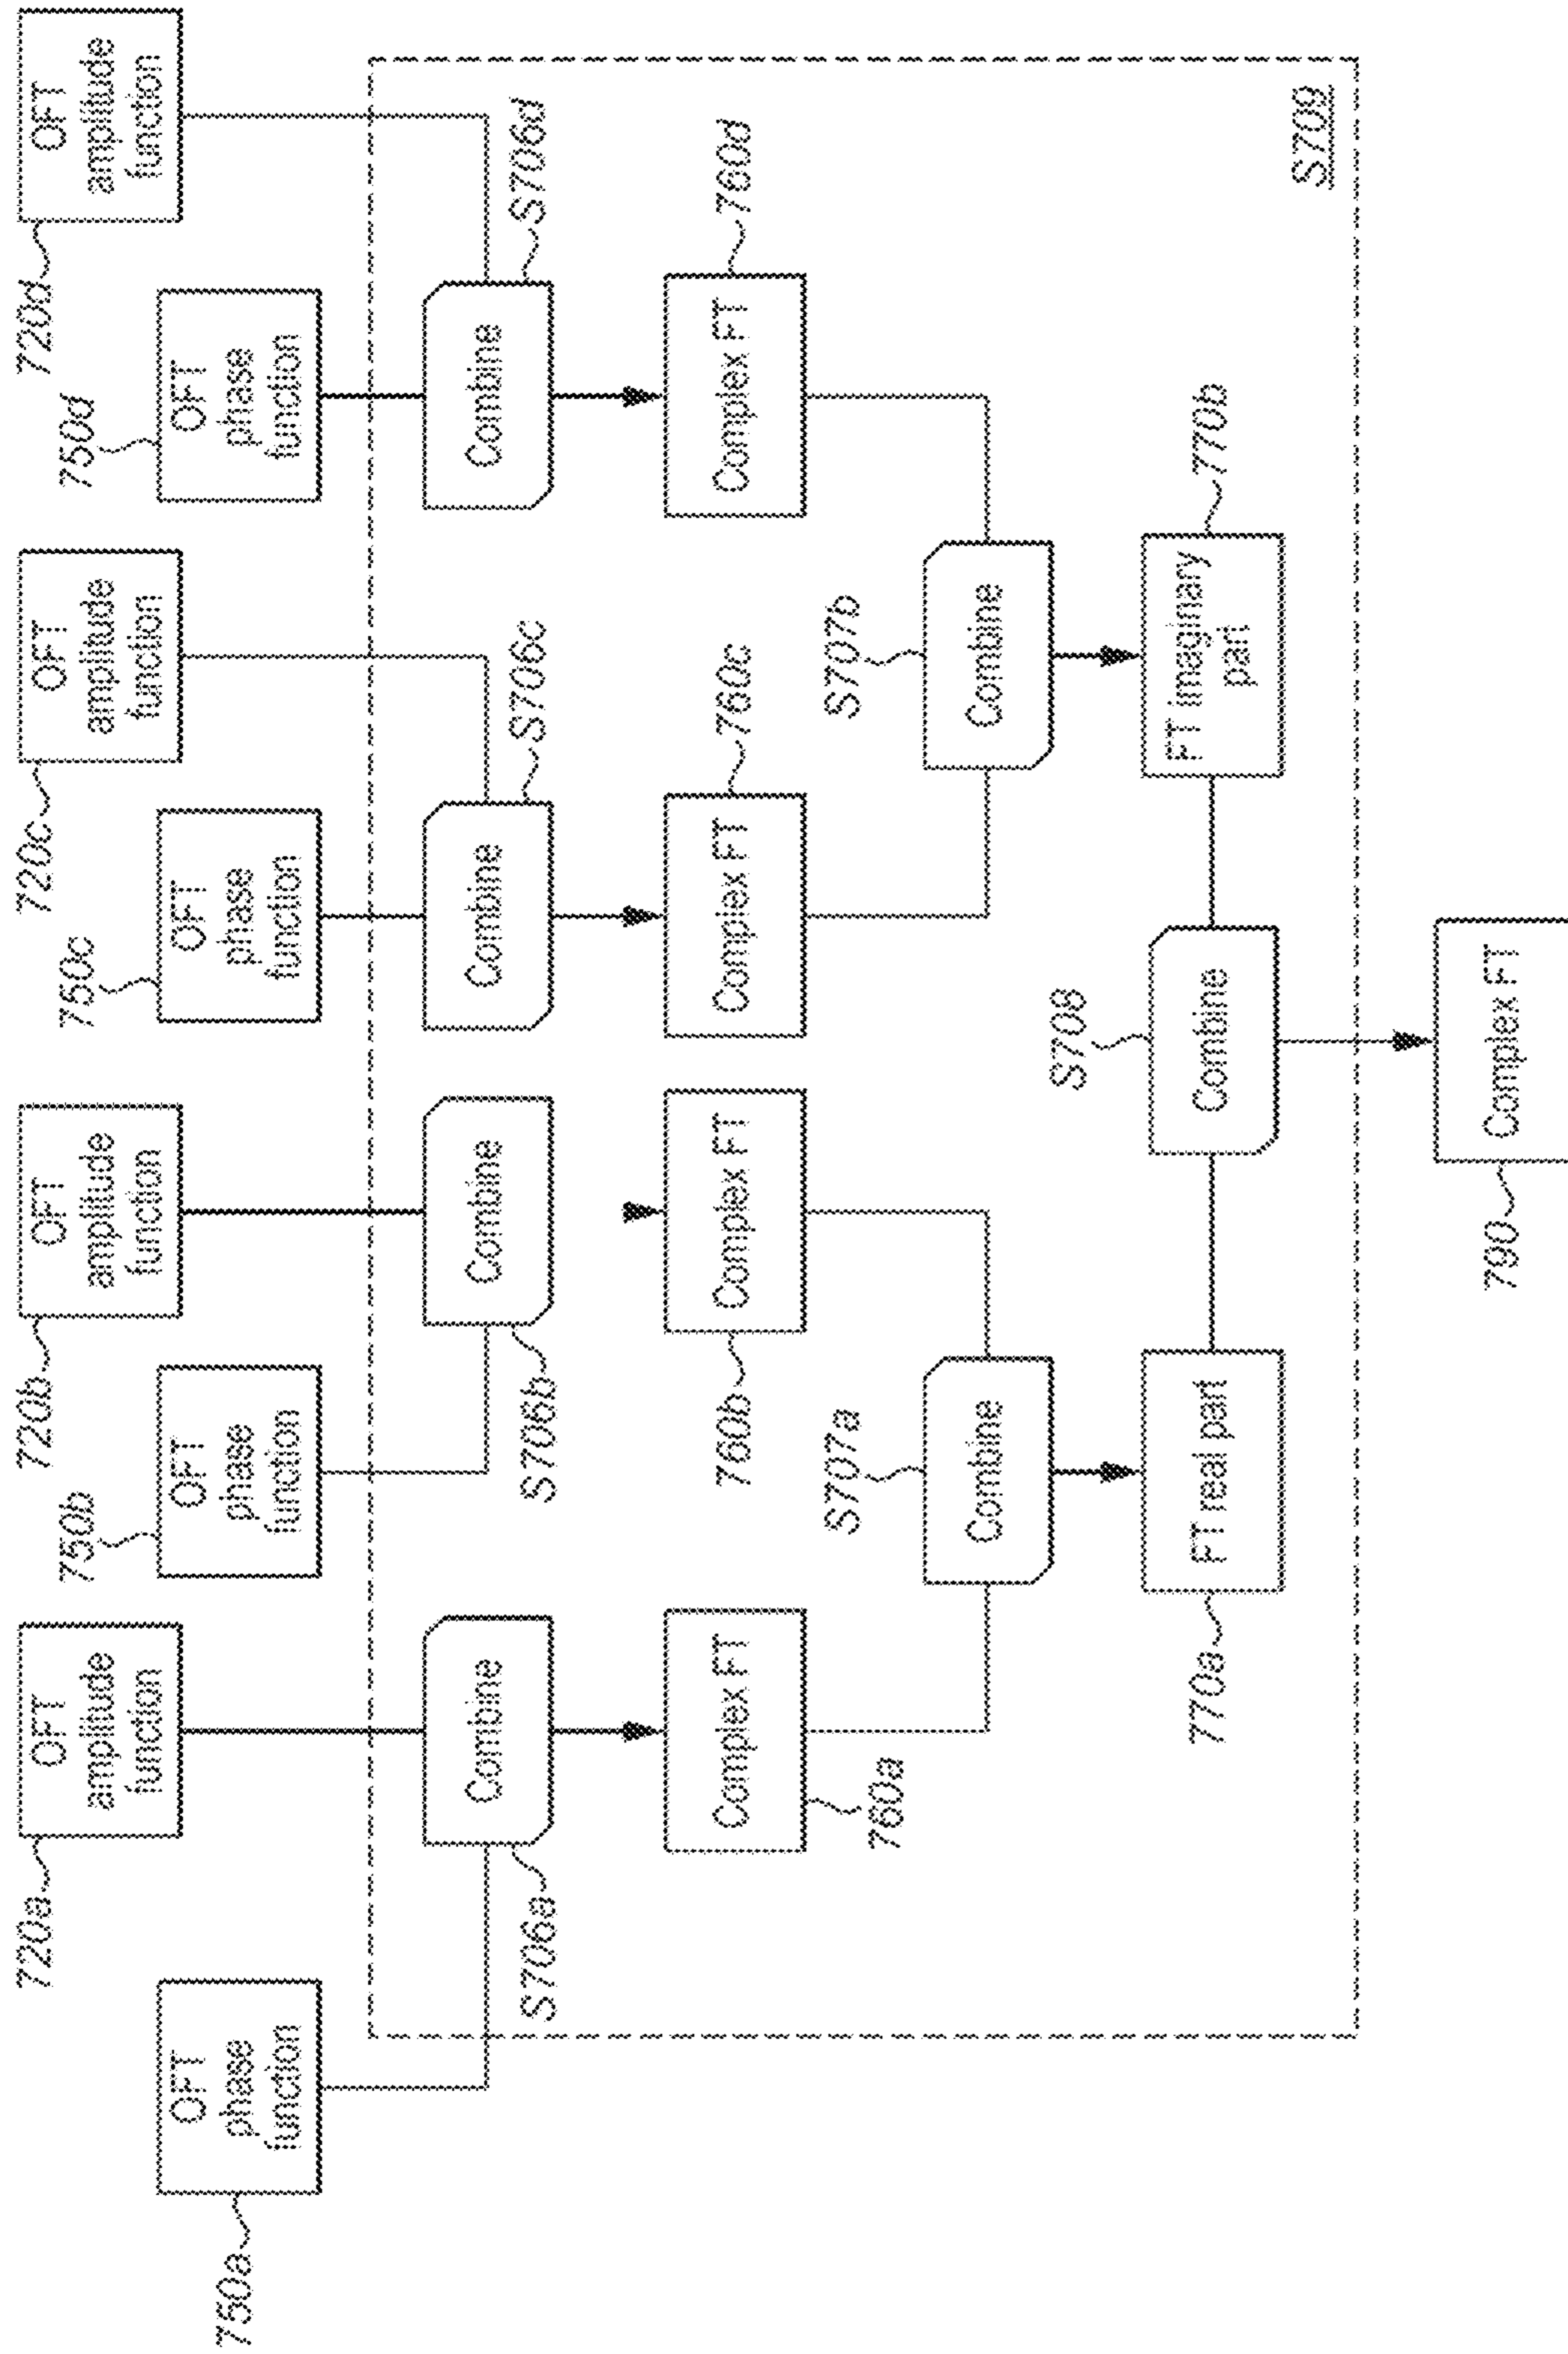 750a
OFT
phase
function
720a
OFT
amplitude
function
750b
OFT
phase
function
720b
OFT
amplitude
function
750c
OFT
phase
function
720c
OFT
amplitude
function
750d
OFT
phase
function
720d
OFT
amplitude
function
S706a
Combine
S706b
Combine
Combine
S706c
Combine
S706d
760a
Complex FT
760b
Complex FT
Complex FT
760c
Complex FT
760d
S707a
Combine
S707b
Combine
770a
FT real part
S708
Combine
FT imaginary
part
770b
S709
790
Complex FT